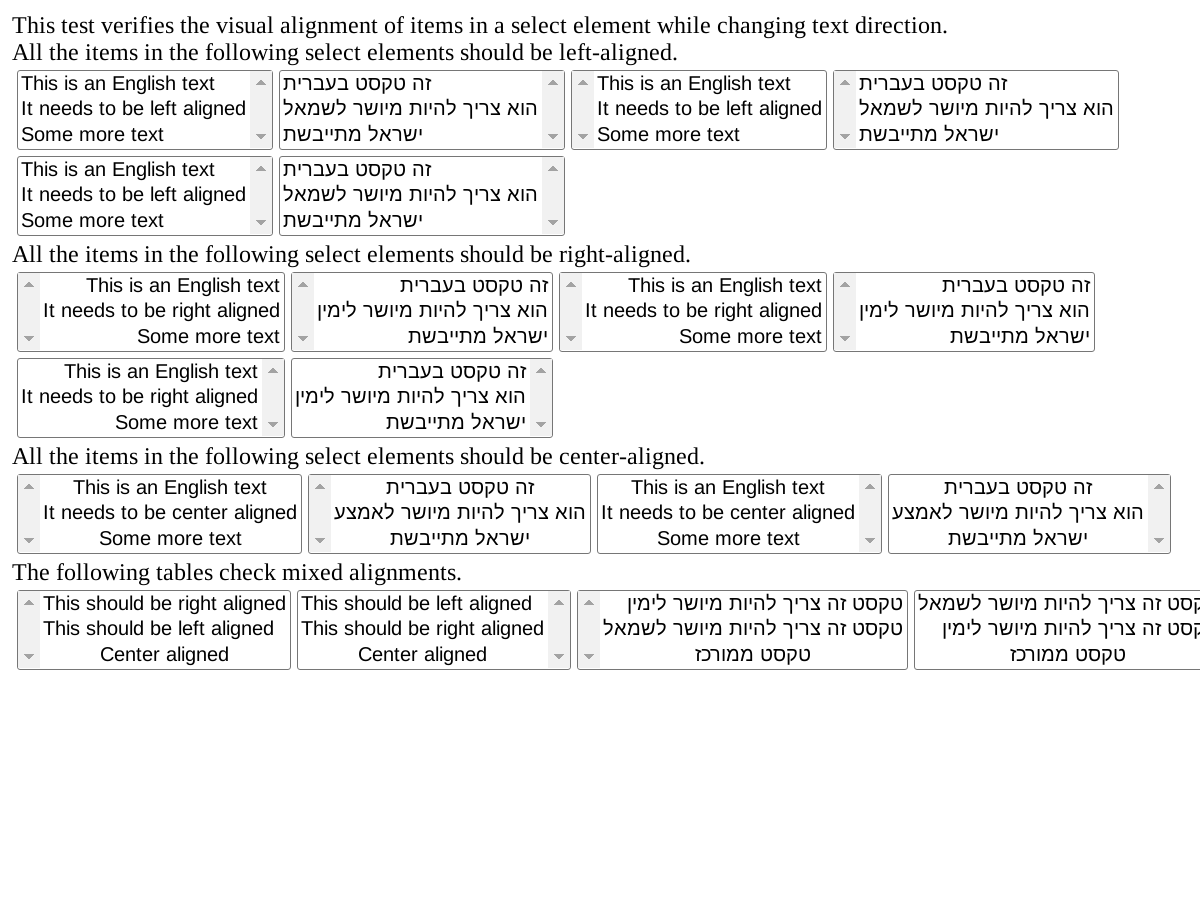 This test verifies the visual alignment of items in a select element while changing text direction.
All the items in the following select elements should be left-aligned.
This is an English text
It needs to be left aligned
Some more text
זה טקסט בעברית
הוא צריך להיות מיושר לשמאל
ישראל מתייבשת
This is an English text
It needs to be left aligned
Some more text
זה טקסט בעברית
הוא צריך להיות מיושר לשמאל
ישראל מתייבשת
This is an English text
It needs to be left aligned
Some more text
זה טקסט בעברית
הוא צריך להיות מיושר לשמאל
ישראל מתייבשת
All the items in the following select elements should be right-aligned.
This is an English text
It needs to be right aligned
Some more text
זה טקסט בעברית
הוא צריך להיות מיושר לימין
ישראל מתייבשת
This is an English text
It needs to be right aligned
Some more text
זה טקסט בעברית
הוא צריך להיות מיושר לימין
ישראל מתייבשת
This is an English text
It needs to be right aligned
Some more text
זה טקסט בעברית
הוא צריך להיות מיושר לימין
ישראל מתייבשת
All the items in the following select elements should be center-aligned.
This is an English text
It needs to be center aligned
Some more text
זה טקסט בעברית
הוא צריך להיות מיושר לאמצע
ישראל מתייבשת
This is an English text
It needs to be center aligned
Some more text
זה טקסט בעברית
הוא צריך להיות מיושר לאמצע
ישראל מתייבשת
The following tables check mixed alignments.
This should be right aligned
This should be left aligned
Center aligned
This should be left aligned
This should be right aligned
Center aligned
טקסט זה צריך להיות מיושר לימין
טקסט זה צריך להיות מיושר לשמאל
טקסט ממורכז
זה צריך להיות מיושר לשמאל
זה צריך להיות מיושר לימין
טקסט ממורכז